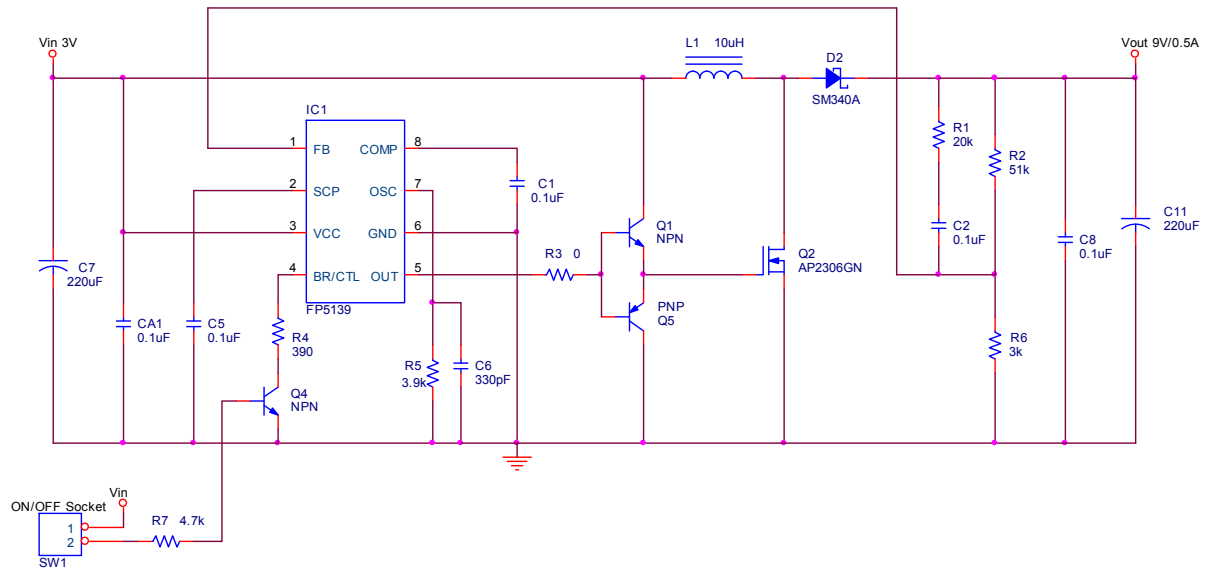 Vin 3V
L1 10uH
D2
SM340A
Vout 9V/0.5A
IC1
1 FB COMP 8
2 SCP OSC 7
3 VCC GND 6
4 BR/CTL OUT 5
FP5139
C1
0.1uF
R1
20k
R2
51k
C2
0.1uF
C11
220uF
C8
0.1uF
Q1
NPN
R3 0
Q2
AP2306GN
PNP
Q5
C7
220uF
CA1
0.1uF
C5
0.1uF
R4
390
R5
3.9k
C6
330pF
R6
3k
Q4
NPN
Vin
ON/OFF Socket
1
2
SW1
R7 4.7k